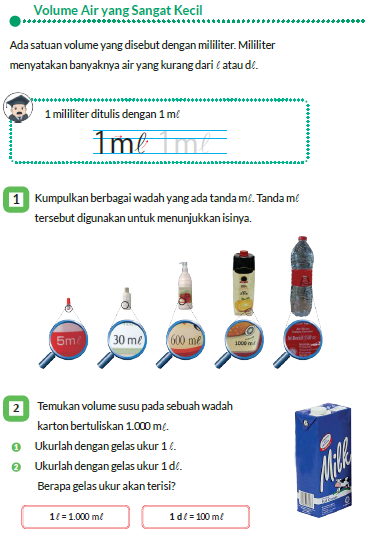 Volume Air yang Sangat Kecil
Ada satuan volume yang disebut dengan mililiter. Mililiter
menyatakan banyaknya air yang kurang dari ℓ atau dℓ.
1 mililiter ditulis dengan 1 mℓ
1mℓ 1mℓ
1 Kumpulkan berbagai wadah yang ada tanda mℓ. Tanda mℓ
tersebut digunakan untuk menunjukkan isinya.
5mℓ 30 mℓ 600 mℓ 1000 mℓ
2 Temukan volume susu pada sebuah wadah
karton bertuliskan 1.000 mℓ.
1 Ukurlah dengan gelas ukur 1 ℓ.
2 Ukurlah dengan gelas ukur 1 dℓ.
Berapa gelas ukur akan terisi?
Milk
1 ℓ = 1.000 mℓ
1 d ℓ = 100 mℓ